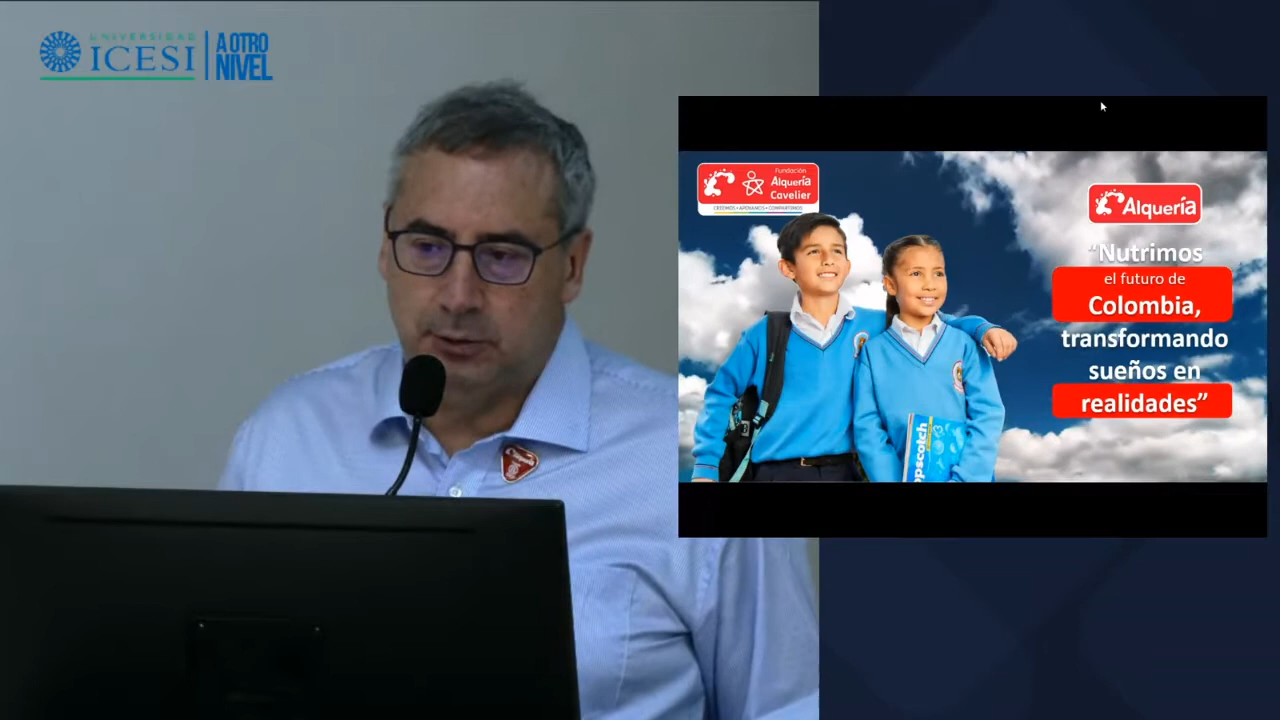 UNIVERSIDAD
ICESI
A OTRO
NIVEL
Fundación
Alquería
Cavelier
CREEMOS • APOYAMOS • COMPARTIMOS
Alquería
“Nutrimos
el futuro de
Colombia,
transformando
sueños en
realidades”
opscotch